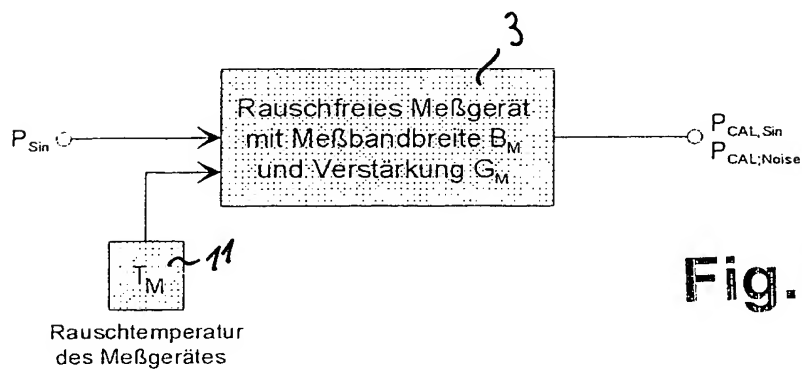 3
Rauschfreies Meßgerät
mit Meßbandbreite B_M
und Verstärkung G_M
P_Sin
P_CAL,Sin
P_CAL;Noise
T_M
11
Rauschtemperatur
des Meßgerätes
Fig.